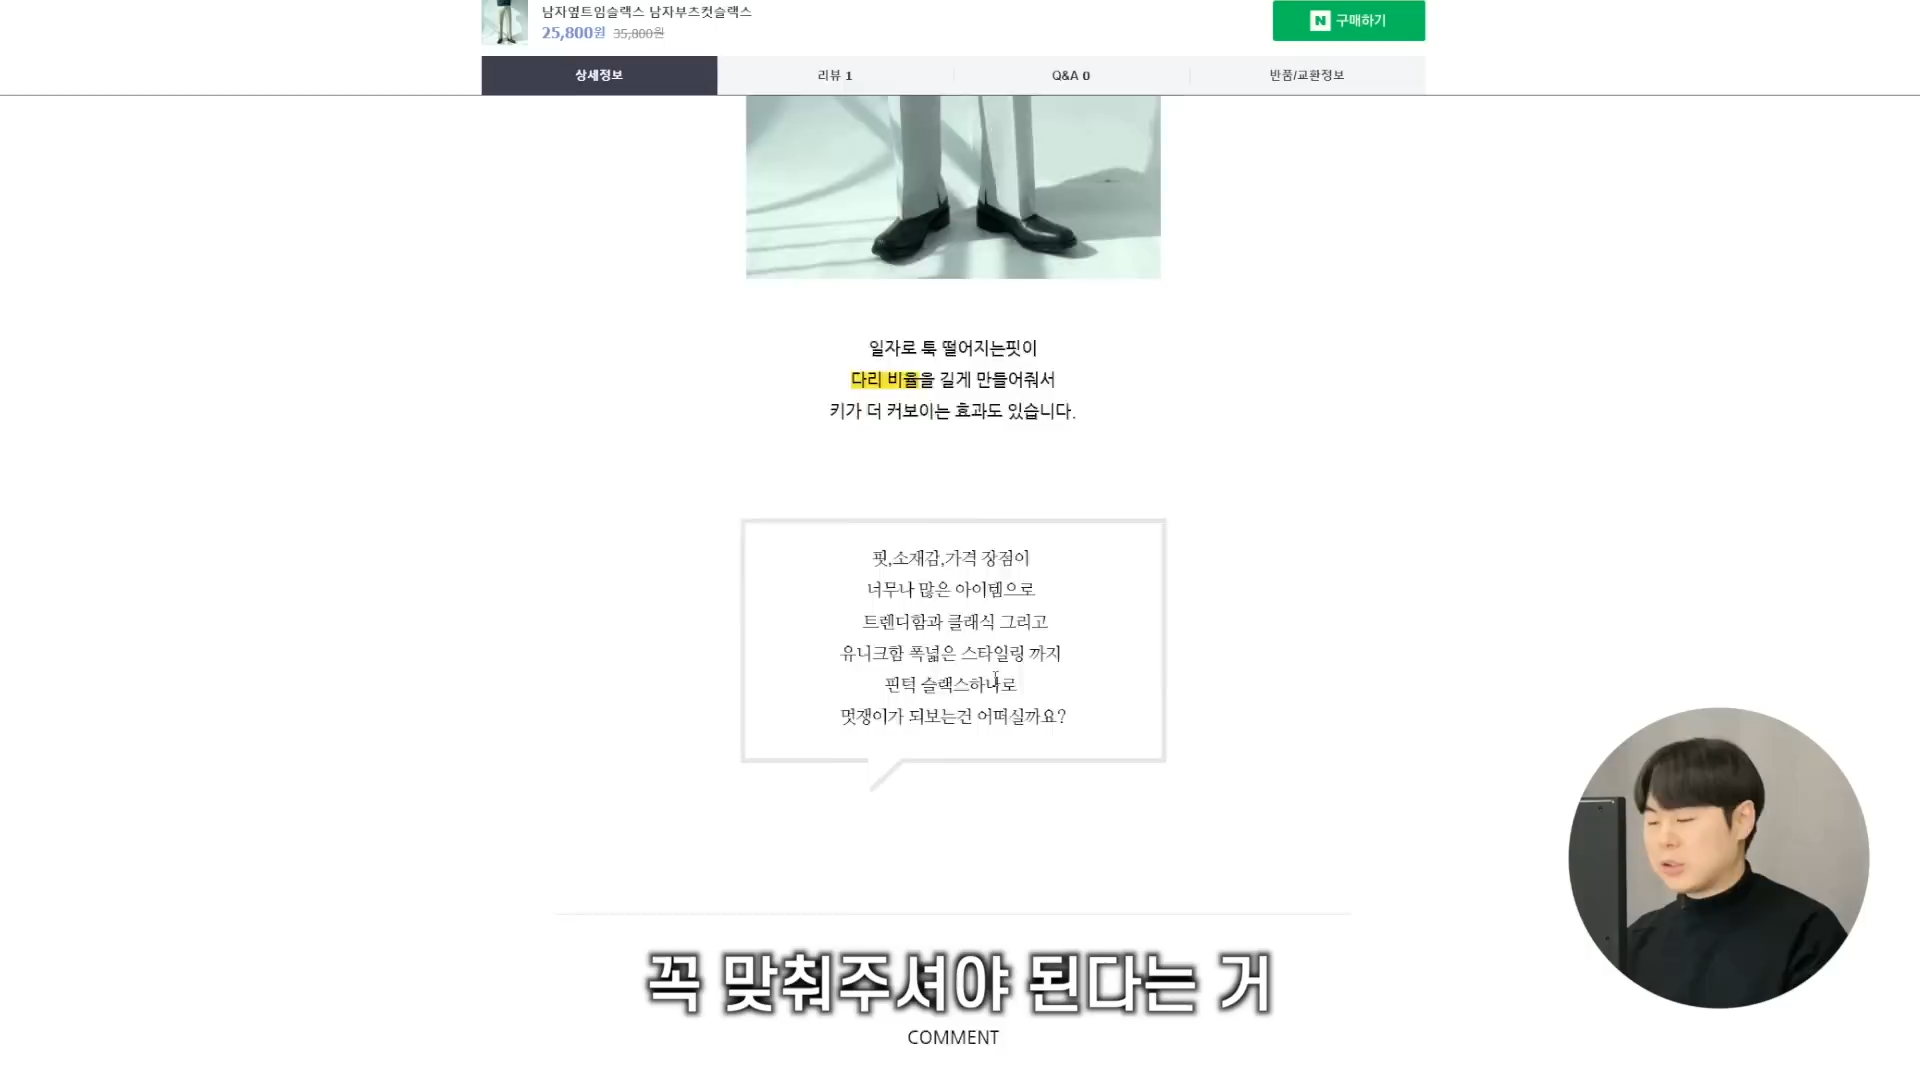 남자옆트임슬랙스 남자부츠컷슬랙스
25,800원 35,800원
N 구매하기
상세정보
리뷰 1
Q&A 0
반품/교환정보
일자로 툭 떨어지는핏이
다리 비율을 길게 만들어줘서
키가 더 커보이는 효과도 있습니다.
핏,소재감,가격 장점이
너무나 많은 아이템으로
트렌디함과 클래식 그리고
유니크함 폭넓은 스타일링 까지
핀턱 슬랙스하나로
멋쟁이가 되보는건 어떠실까요?
꼭 맞춰주셔야 된다는 거
COMMENT